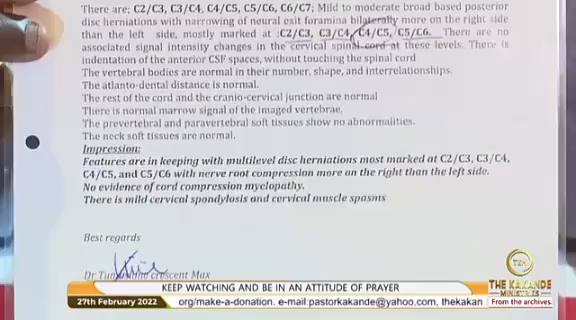 There are: C2/C3, C3/C4, C4/C5, C5/C6, C6/C7; Mild to moderate broad based posterior
disc herniations with narrowing of neural exit foramina bilaterally more on the right side
than the left side, mostly marked at :C2/C3, C3/C4, C4/C5, C5/C6. There are no
associated signal intensity changes in the cervical spinal cord at these levels. There is
indentation of the anterior CSF spaces, without touching the spinal cord
The vertebral bodies are normal in their number, shape, and interrelationships.
The atlanto-dental distance is normal.
The rest of the cord and the cranio-cervical junction are normal
There is normal marrow signal of the imaged vertebrae.
The prevertebral and paravertebral soft tissues show no abnormalities.
The neck soft tissues are normal.
Impression:
Features are in keeping with multilevel disc herniations most marked at C2/C3, C3/C4,
C4/C5, and C5/C6 with nerve root compression more on the right than the left side.
No evidence of cord compression myelopathy.
There is mild cervical spondylosis and cervical muscle spasms
Best regards
Dr crescent Max
KEEP WATCHING AND BE IN AN ATTITUDE OF PRAYER
27th February 2022
org/make-a-donation. e-mail:pastorkakande@yahoo.com, thekakan
TKM
THE KAKANDE
MINISTRIES
From the archives.